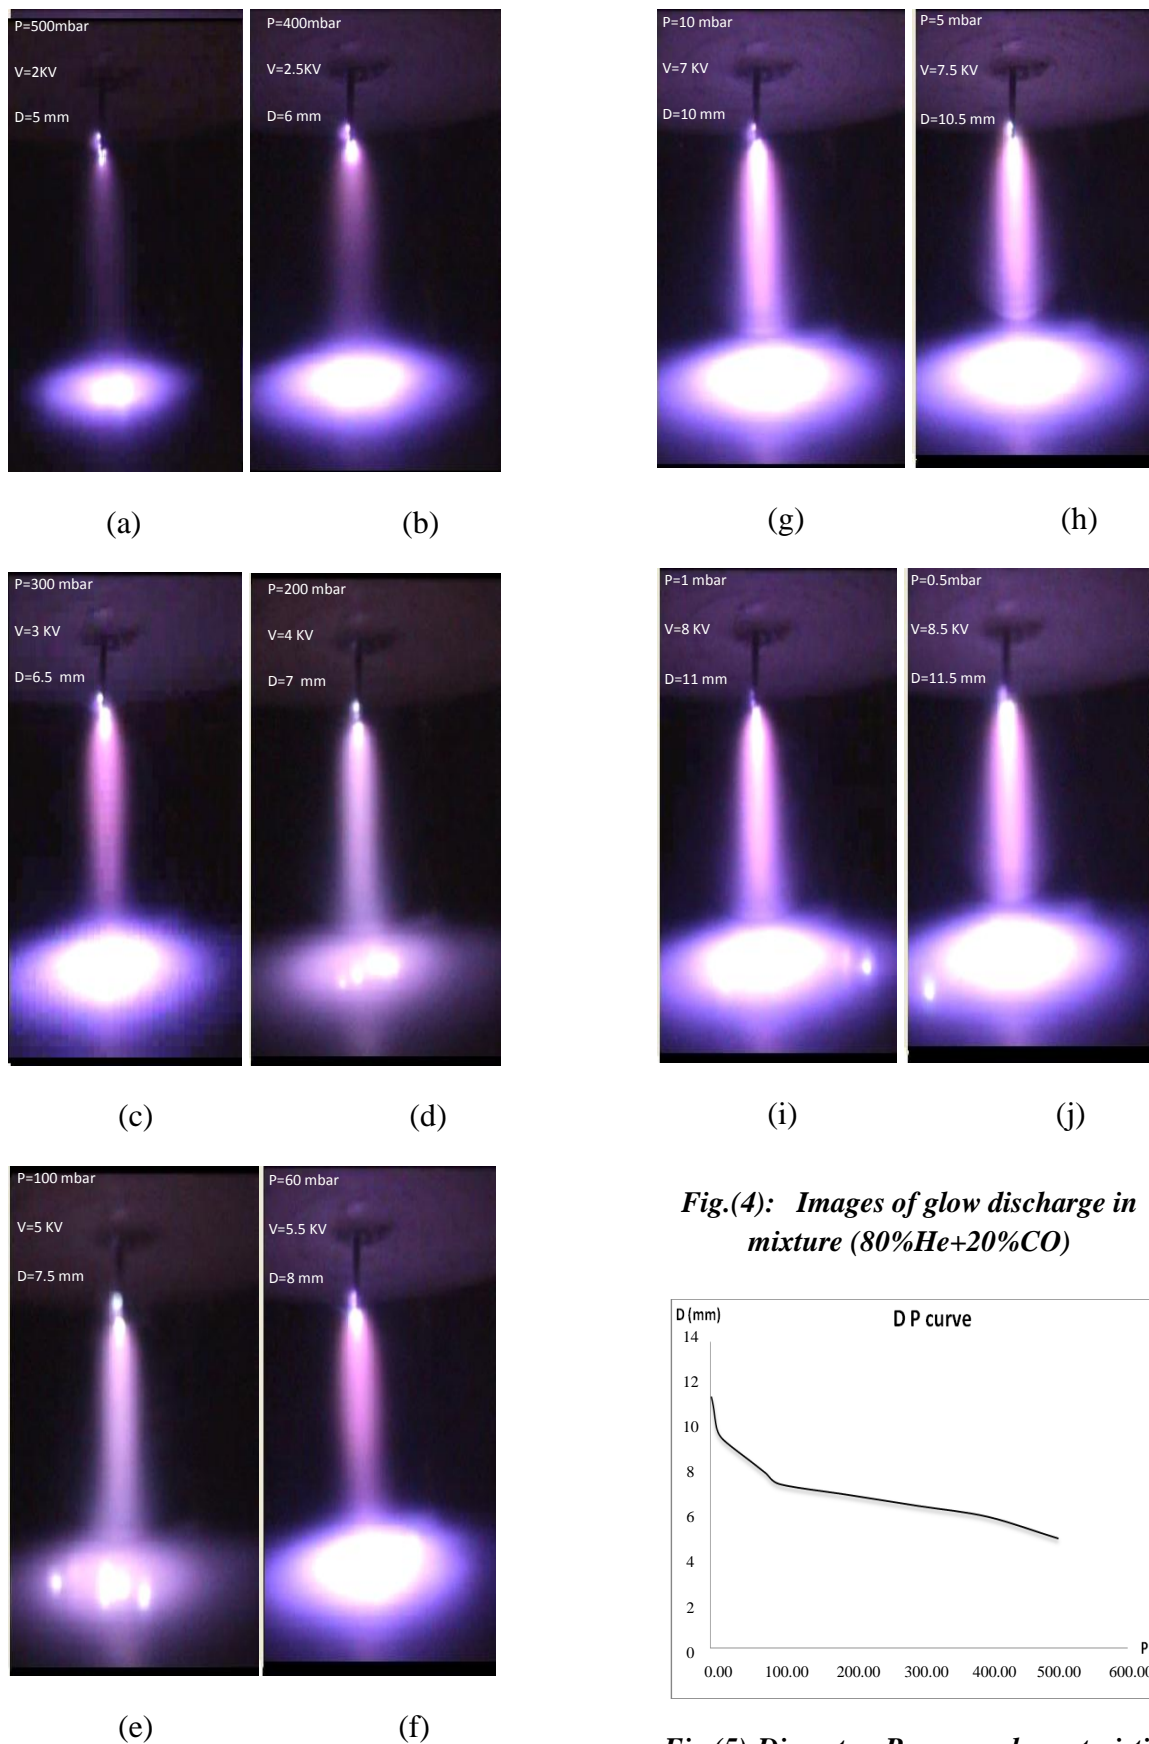 P=500mbar
V=2KV
D=5 mm
P=400mbar
V=2.5KV
D=6 mm
(a)
(b)
P=300 mbar
V=3 KV
D=6.5 mm
P=200 mbar
V=4 KV
D=7 mm
(c)
(d)
P=100 mbar
V=5 KV
D=7.5 mm
P=60 mbar
V=5.5 KV
D=8 mm
(e)
(f)
P=10 mbar
V=7 KV
D=10 mm
P=5 mbar
V=7.5 KV
D=10.5 mm
(g)
(h)
P=1 mbar
V=8 KV
D=11 mm
P=0.5mbar
V=8.5 KV
D=11.5 mm
(i)
(j)
Fig.(4): Images of glow discharge in
mixture (80%He+20%CO)
D (mm)
D P curve
14
12
10
8
6
4
2
0
P
0.00 100.00 200.00 300.00 400.00 500.00 600.00